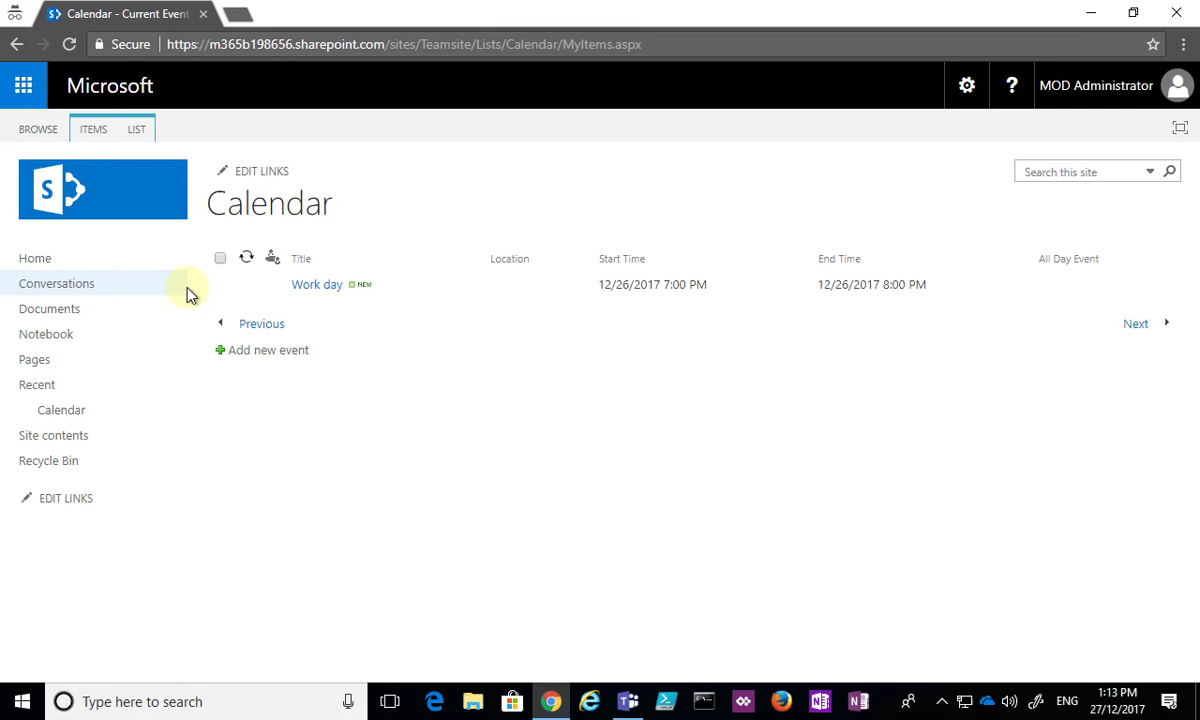 Calendar - Current Event
Secure | https://m365b198656.sharepoint.com/sites/Teamsite/Lists/Calendar/MyItems.aspx
Microsoft
? MOD Administrator
BROWSE ITEMS LIST
S
EDIT LINKS
Search this site
Calendar
Home
Conversations
Documents
Notebook
Pages
Recent
Calendar
Site contents
Recycle Bin
EDIT LINKS
Title Location Start Time End Time All Day Event
Work day NEW 12/26/2017 7:00 PM 12/26/2017 8:00 PM
Previous Next
Add new event
Type here to search
ENG
1:13 PM
27/12/2017